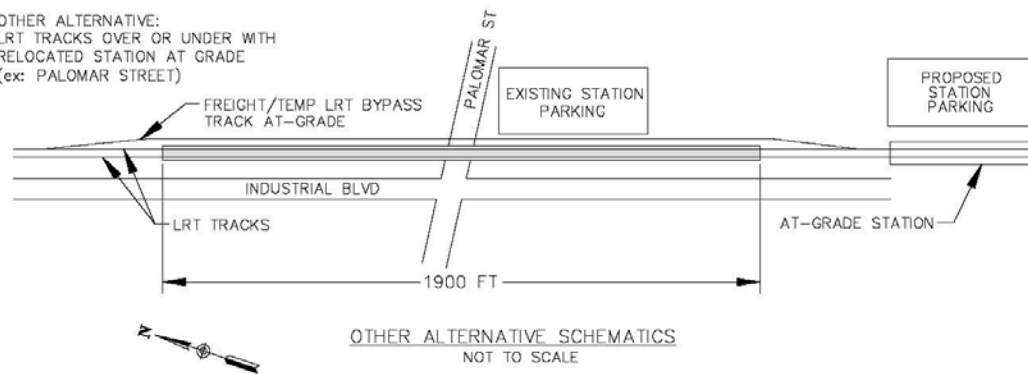 OTHER ALTERNATIVE:
LRT TRACKS OVER OR UNDER WITH
RELOCATED STATION AT GRADE
(ex: PALOMAR STREET)
PALOMAR ST
FREIGHT/TEMP LRT BYPASS
TRACK AT-GRADE
EXISTING STATION
PARKING
PROPOSED
STATION
PARKING
INDUSTRIAL BLVD
LRT TRACKS
AT-GRADE STATION
1900 FT
N
OTHER ALTERNATIVE SCHEMATICS
NOT TO SCALE